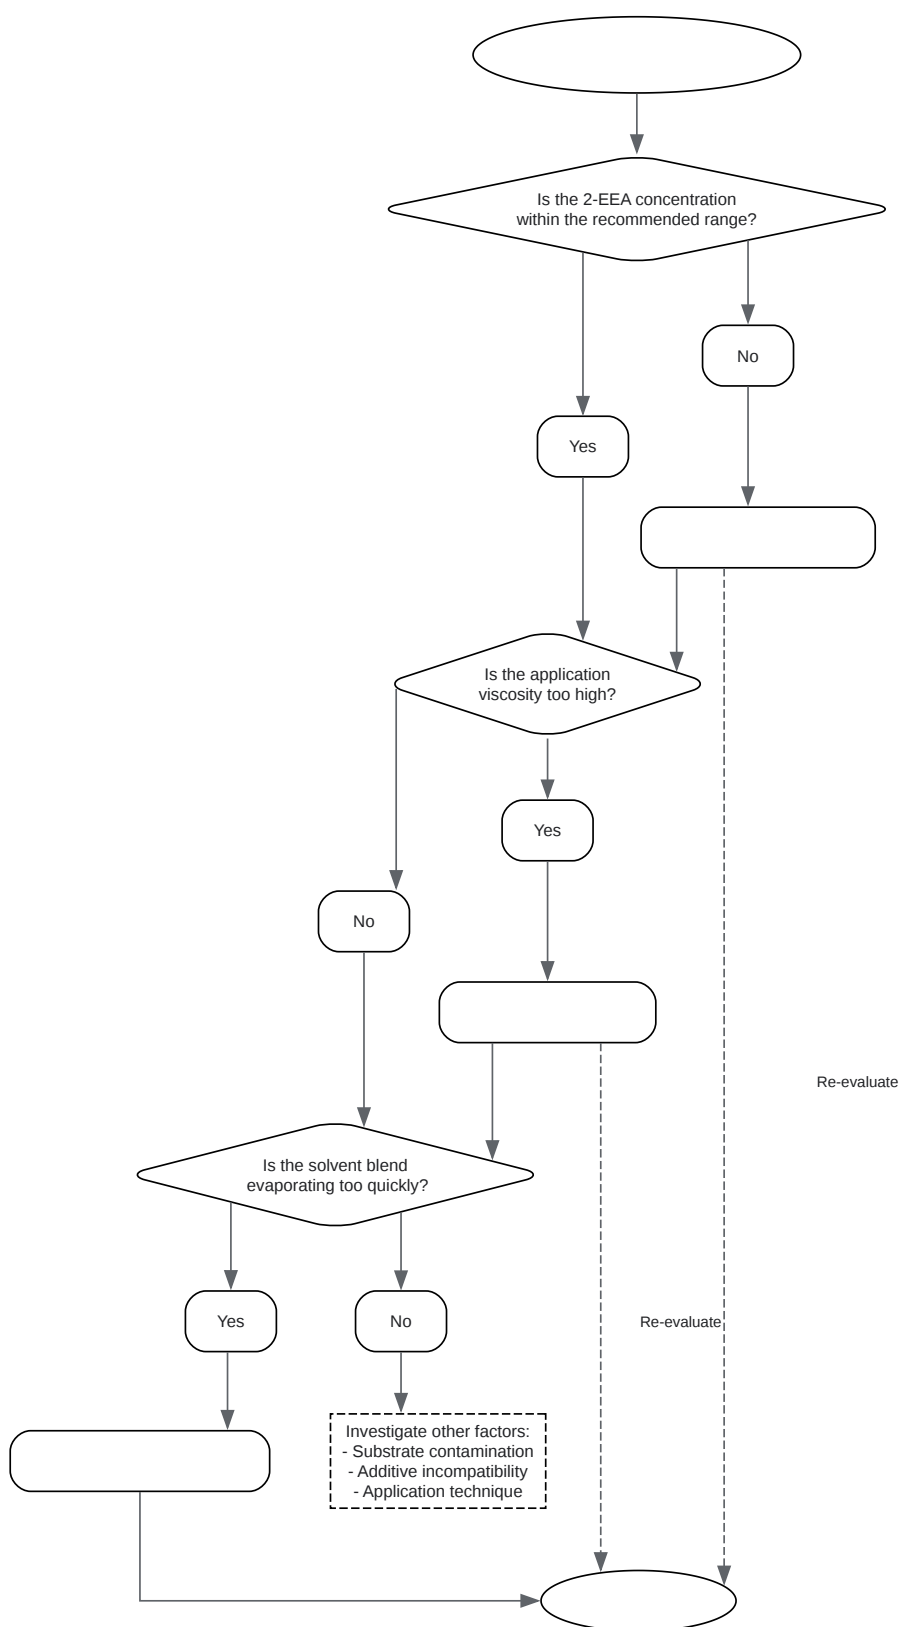 Is the 2-EEA concentration
within the recommended range?
No
Yes
Is the application
viscosity too high?
Yes
No
Re-evaluate
Is the solvent blend
evaporating too quickly?
Yes
No
Re-evaluate
Investigate other factors:
- Substrate contamination
- Additive incompatibility
- Application technique